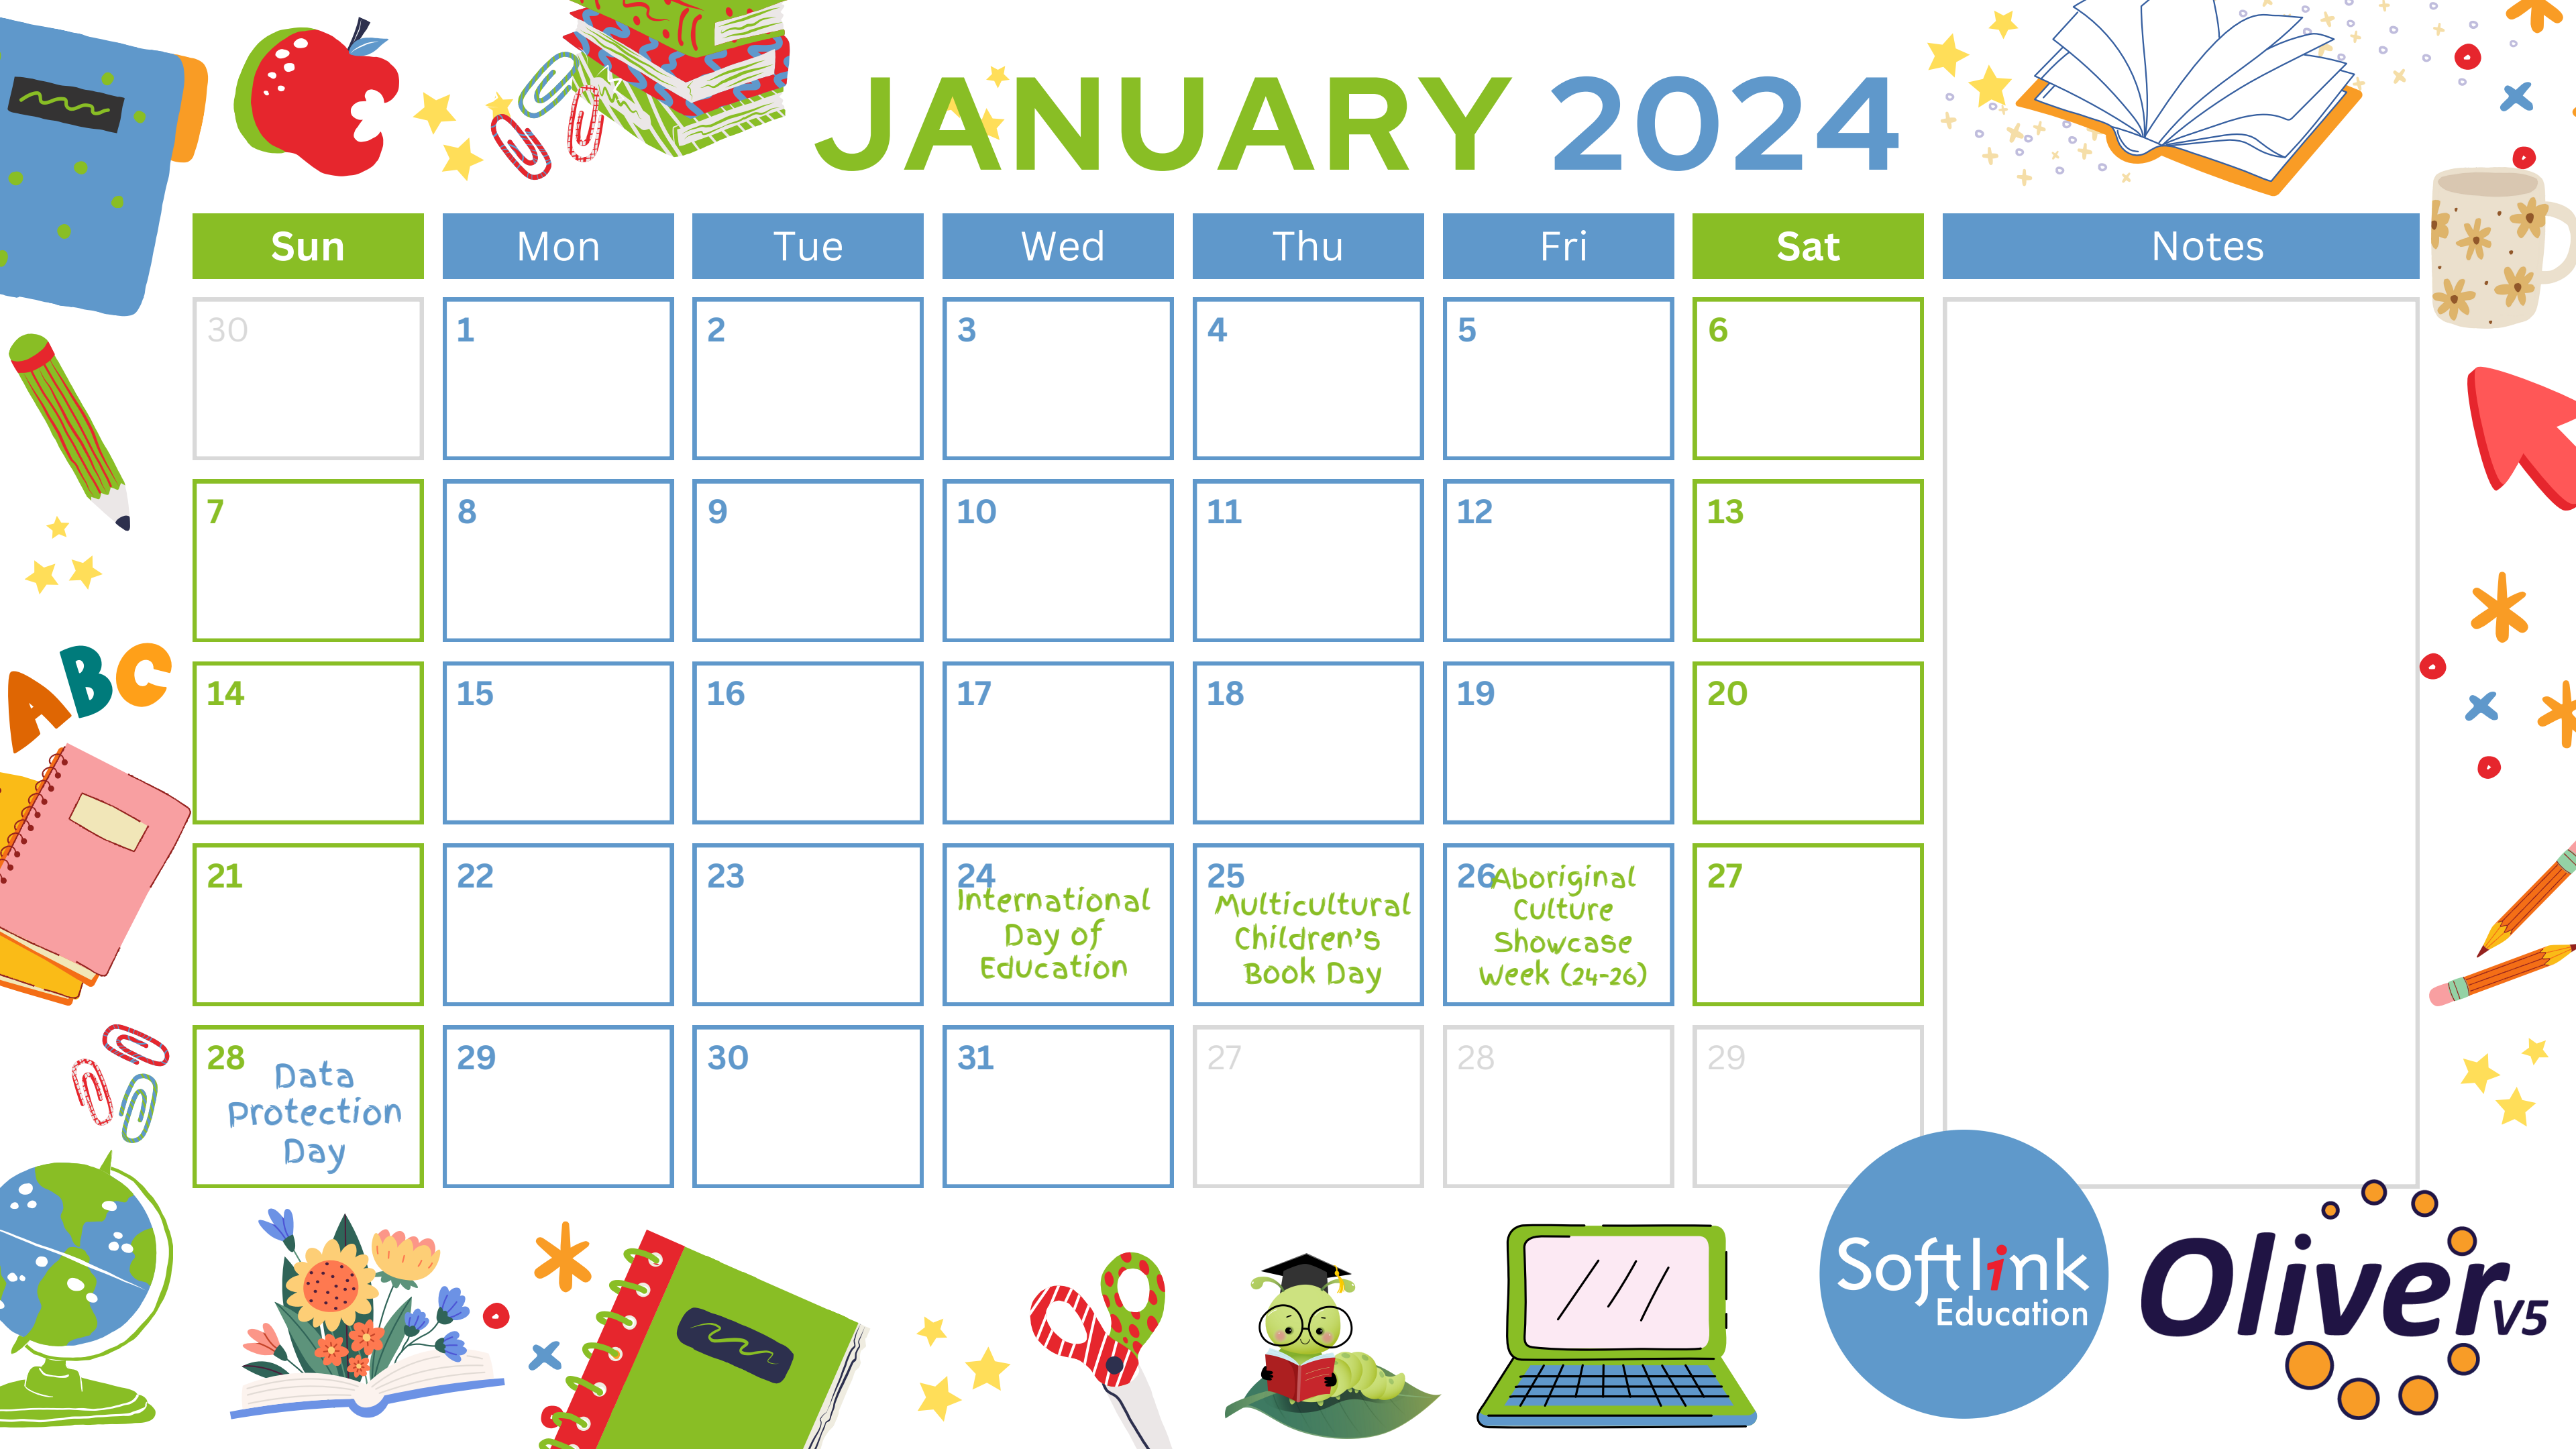 JANUARY 2024
Sun Mon Tue Wed Thu Fri Sat Notes
30 1 2 3 4 5 6
7 8 9 10 11 12 13
14 15 16 17 18 19 20
21 22 23 24 25 26 27
International
Day of
Education
Multicultural
Children's
Book Day
Aboriginal
Culture
Showcase
Week (24-26)
28 29 30 31 27 28 29
Data
Protection
Day
ABC
Softlink
Education
Oliver v5